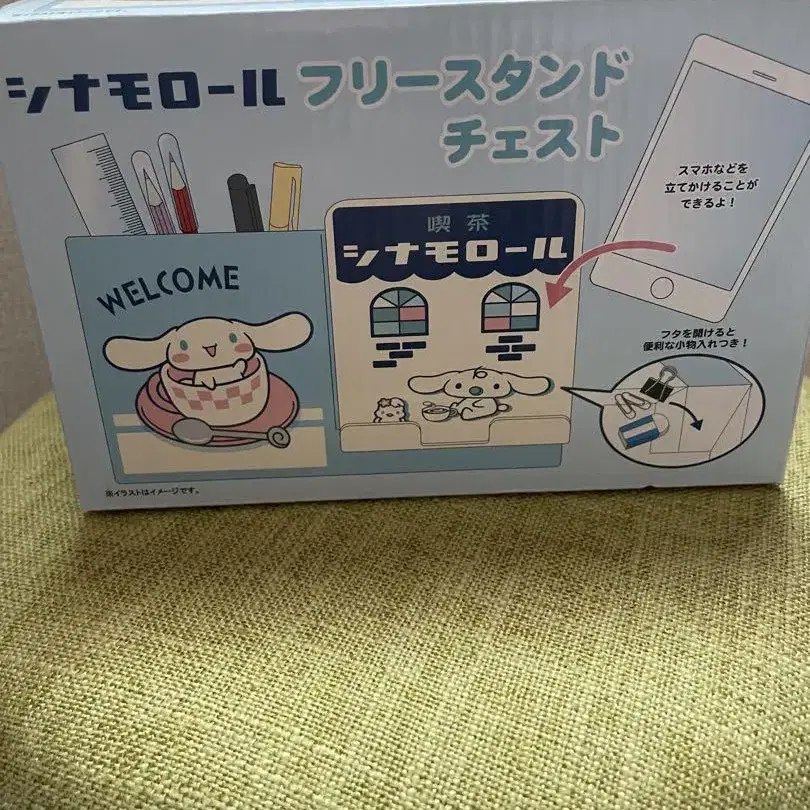 シナモロール フリースタンド
チェスト
スマホなどを
立てかけることが
できるよ！
喫茶
シナモロール
WELCOME
フタを開けると
便利な小物入れつき！
※イラストはイメージです。